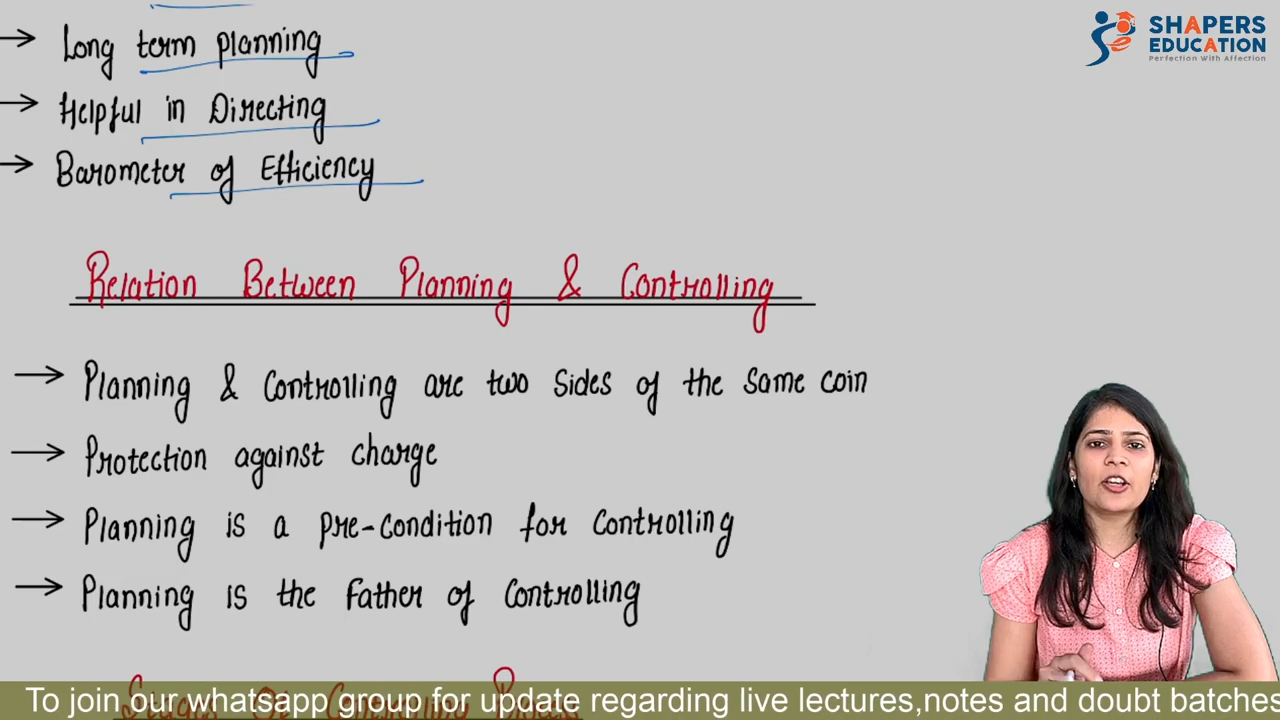 → Long term planning
→ Helpful in Directing
→ Barometer of Efficiency
Relation Between Planning & Controlling
→ Planning & Controlling are two sides of the same coin
→ Protection against charge
→ Planning is a pre-condition for controlling
→ Planning is the Father of Controlling
SHAPERS
EDUCATION
Perfection With Affection
To join our whatsapp group for update regarding live lectures,notes and doubt batches